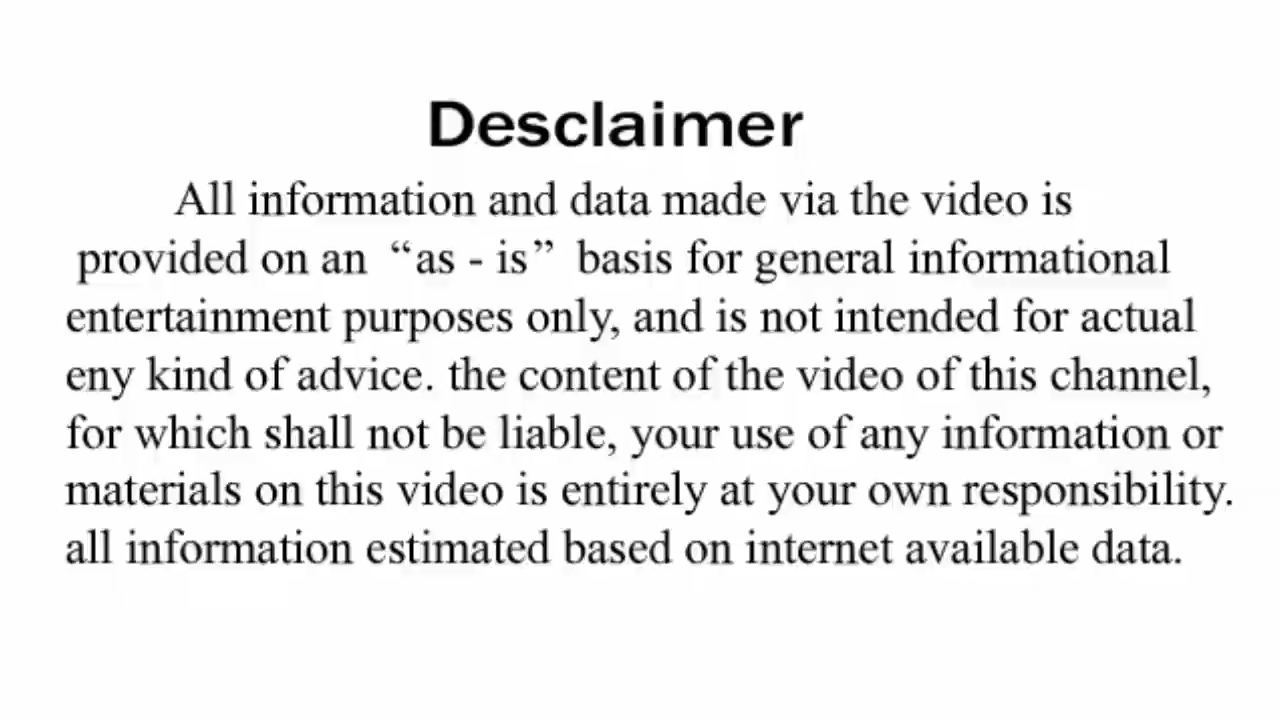 Desclaimer
All information and data made via the video is
provided on an “as - is” basis for general informational
entertainment purposes only, and is not intended for actual
eny kind of advice. the content of the video of this channel,
for which shall not be liable, your use of any information or
materials on this video is entirely at your own responsibility.
all information estimated based on internet available data.